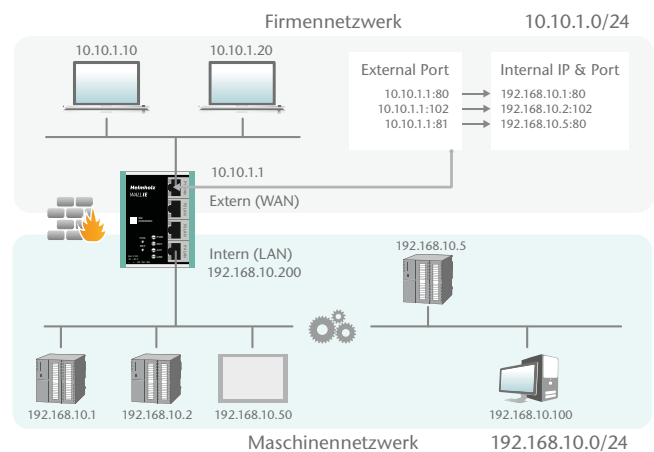 Firmennetzwerk 10.10.1.0/24
10.10.1.10
10.10.1.20
External Port
10.10.1.1:80
10.10.1.1:102
10.10.1.1:81
Internal IP & Port
192.168.10.1:80
192.168.10.2:102
192.168.10.5:80
10.10.1.1
Extern (WAN)
Helmholz
WALL IE
Intern (LAN)
192.168.10.200
192.168.10.5
192.168.10.1
192.168.10.2
192.168.10.50
192.168.10.100
Maschinennetzwerk 192.168.10.0/24